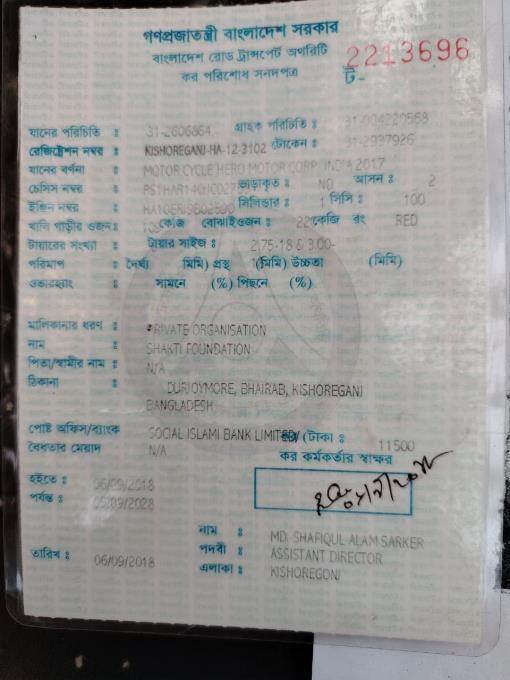 গণপ্রজাতন্ত্রী বাংলাদেশ সরকার
বাংলাদেশ রোড ট্রান্সপোর্ট অথরিটি
কর পরিশোধ সনদপত্র
2213696
ট-
যানের পরিচিতি : 31-2606864 গ্রাহক পরিচিতি :
রেজিষ্ট্রেশন নম্বর : KISHOREGANJ-HA-12-3102 টোকেন : 31-2937926
যানের বর্ণনা : MOTOR CYCLE HERO MOTOR CORP. INDIA 2017
চেসিস নম্বর : ভাড়াকৃত : NO আসন : 2
ইঞ্জিন নম্বর : সিলিন্ডার : 1 সিসি : 100
খালি গাড়ীর ওজন : কেজি বোঝাইওজন : কেজি রং RED
টায়ারের সংখ্যা : টায়ার সাইজ : 2.75-18 & 3.00-
পরিমাপ : দৈর্ঘ্য মিমি) প্রস্থ (মিমি) উচ্চতা (মিমি)
ওভারহ্যাং : সামনে (%) পিছনে (%)
মালিকানার ধরণ : PRIVATE ORGANISATION
নাম : SHAKTI FOUNDATION
পিতা/স্বামীর নাম : N/A
ঠিকানা : DURJOYMORE, BHAIRAB, KISHOREGANJ
BANGLADESH
পোষ্ট অফিস/ব্যাংক SOCIAL ISLAMI BANK LIMITED (টাকা : 11500
বৈধতার মেয়াদ N/A কর কর্মকর্তার স্বাক্ষর
হইতে : 06/09/2018
পর্যন্ত : 05/09/2028
নাম : MD. SHAFIQUL ALAM SARKER
পদবী : ASSISTANT DIRECTOR
তারিখ : 06/09/2018 এলাকা : KISHOREGONJ